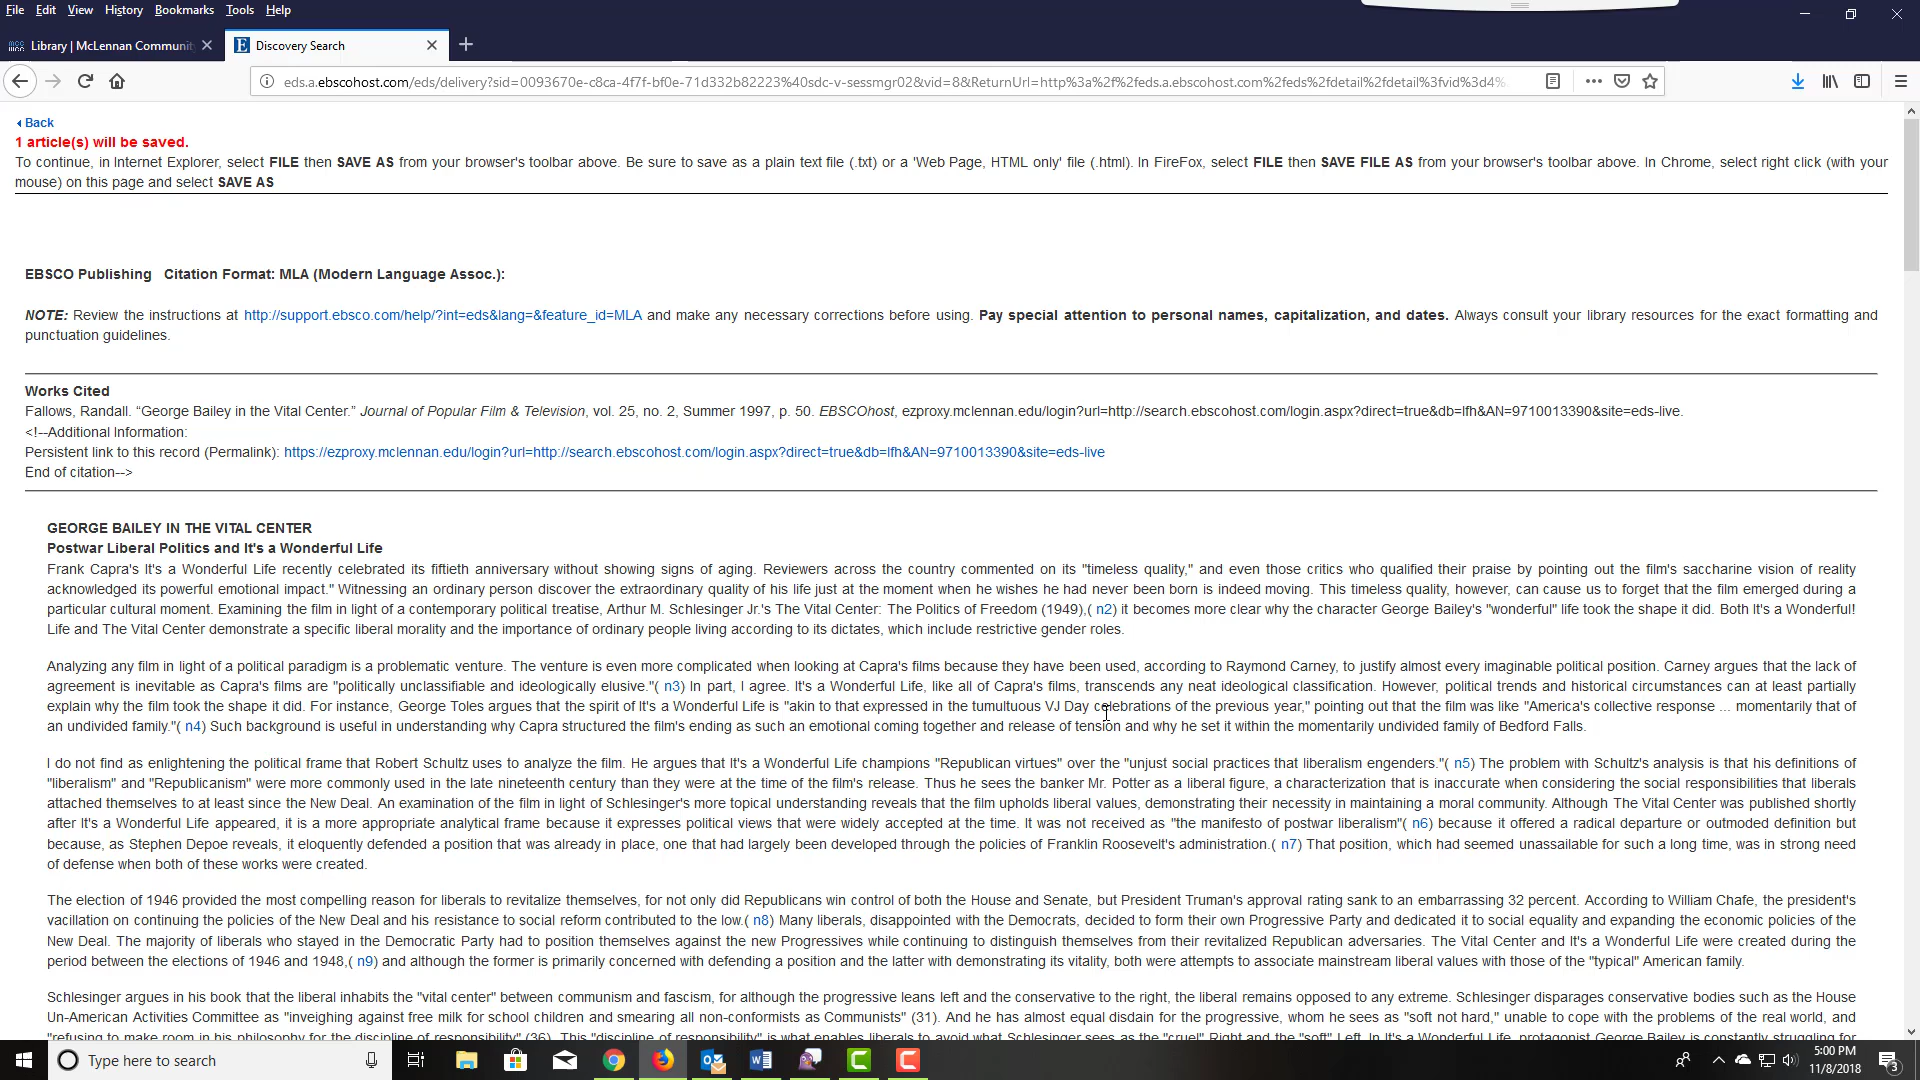 File Edit View History Bookmarks Tools Help
Library | McLennan Communit
Discovery Search
eds.a.ebscohost.com/eds/delivery?sid=0093670e-c8ca-4f7f-bf0e-71d332b82223%40sdc-v-sessmgr02&vid=8&ReturnUrl=http%3a%2f%2feds.a.ebscohost.com%2feds%2fdetail%2fdetail%3fvid%3d4%
Back
1 article(s) will be saved.
To continue, in Internet Explorer, select FILE then SAVE AS from your browser's toolbar above. Be sure to save as a plain text file (.txt) or a 'Web Page, HTML only' file (.html). In FireFox, select FILE then SAVE FILE AS from your browser's toolbar above. In Chrome, select right click (with your
mouse) on this page and select SAVE AS
EBSCO Publishing Citation Format: MLA (Modern Language Assoc.):
NOTE: Review the instructions at http://support.ebsco.com/help/?int=eds&lang=&feature_id=MLA and make any necessary corrections before using. Pay special attention to personal names, capitalization, and dates. Always consult your library resources for the exact formatting and
punctuation guidelines.
Works Cited
Fallows, Randall. “George Bailey in the Vital Center.” Journal of Popular Film & Television, vol. 25, no. 2, Summer 1997, p. 50. EBSCOhost, ezproxy.mclennan.edu/login?url=http://search.ebscohost.com/login.aspx?direct=true&db=lfh&AN=9710013390&site=eds-live.
<!--Additional Information:
Persistent link to this record (Permalink): https://ezproxy.mclennan.edu/login?url=http://search.ebscohost.com/login.aspx?direct=true&db=lfh&AN=9710013390&site=eds-live
End of citation-->
GEORGE BAILEY IN THE VITAL CENTER
Postwar Liberal Politics and It's a Wonderful Life
Frank Capra's It's a Wonderful Life recently celebrated its fiftieth anniversary without showing signs of aging. Reviewers across the country commented on its "timeless quality," and even those critics who qualified their praise by pointing out the film's saccharine vision of reality
acknowledged its powerful emotional impact." Witnessing an ordinary person discover the extraordinary quality of his life just at the moment when he wishes he had never been born is indeed moving. This timeless quality, however, can cause us to forget that the film emerged during a
particular cultural moment. Examining the film in light of a contemporary political treatise, Arthur M. Schlesinger Jr.'s The Vital Center: The Politics of Freedom (1949),( n2) it becomes more clear why the character George Bailey's "wonderful" life took the shape it did. Both It's a Wonderful!
Life and The Vital Center demonstrate a specific liberal morality and the importance of ordinary people living according to its dictates, which include restrictive gender roles.
Analyzing any film in light of a political paradigm is a problematic venture. The venture is even more complicated when looking at Capra's films because they have been used, according to Raymond Carney, to justify almost every imaginable political position. Carney argues that the lack of
agreement is inevitable as Capra's films are "politically unclassifiable and ideologically elusive."( n3) In part, I agree. It's a Wonderful Life, like all of Capra's films, transcends any neat ideological classification. However, political trends and historical circumstances can at least partially
explain why the film took the shape it did. For instance, George Toles argues that the spirit of It's a Wonderful Life is "akin to that expressed in the tumultuous VJ Day celebrations of the previous year," pointing out that the film was like "America's collective response ... momentarily that of
an undivided family."( n4) Such background is useful in understanding why Capra structured the film's ending as such an emotional coming together and release of tension and why he set it within the momentarily undivided family of Bedford Falls.
I do not find as enlightening the political frame that Robert Schultz uses to analyze the film. He argues that It's a Wonderful Life champions "Republican virtues" over the "unjust social practices that liberalism engenders."( n5) The problem with Schultz's analysis is that his definitions of
"liberalism" and "Republicanism" were more commonly used in the late nineteenth century than they were at the time of the film's release. Thus he sees the banker Mr. Potter as a liberal figure, a characterization that is inaccurate when considering the social responsibilities that liberals
attached themselves to at least since the New Deal. An examination of the film in light of Schlesinger's more topical understanding reveals that the film upholds liberal values, demonstrating their necessity in maintaining a moral community. Although The Vital Center was published shortly
after It's a Wonderful Life appeared, it is a more appropriate analytical frame because it expresses political views that were widely accepted at the time. It was not received as "the manifesto of postwar liberalism"( n6) because it offered a radical departure or outmoded definition but
because, as Stephen Depoe reveals, it eloquently defended a position that was already in place, one that had largely been developed through the policies of Franklin Roosevelt's administration.( n7) That position, which had seemed unassailable for such a long time, was in strong need
of defense when both of these works were created.
The election of 1946 provided the most compelling reason for liberals to revitalize themselves, for not only did Republicans win control of both the House and Senate, but President Truman's approval rating sank to an embarrassing 32 percent. According to William Chafe, the president's
vacillation on continuing the policies of the New Deal and his resistance to social reform contributed to the low.( n8) Many liberals, disappointed with the Democrats, decided to form their own Progressive Party and dedicated it to social equality and expanding the economic policies of the
New Deal. The majority of liberals who stayed in the Democratic Party had to position themselves against the new Progressives while continuing to distinguish themselves from their revitalized Republican adversaries. The Vital Center and It's a Wonderful Life were created during the
period between the elections of 1946 and 1948,( n9) and although the former is primarily concerned with defending a position and the latter with demonstrating its vitality, both were attempts to associate mainstream liberal values with those of the "typical" American family.
Schlesinger argues in his book that the liberal inhabits the "vital center" between communism and fascism, for although the progressive leans left and the conservative to the right, the liberal remains opposed to any extreme. Schlesinger disparages conservative bodies such as the House
Un-American Activities Committee as "inveighing against free milk for school children and smearing all non-conformists as Communists" (31). And he has almost equal disdain for the progressive, whom he sees as "soft not hard," unable to cope with the problems of the real world, and
"refusing to make room in his philosophy for the discipline of responsibility" (36). This "discipline of responsibility" is what enables liberals to avoid what Schlesinger sees as the "cruel" Right and the "soft" Left. In It's a Wonderful Life, protagonist George Bailey is constantly struggling for
Type here to search
5:00 PM
11/8/2018
3